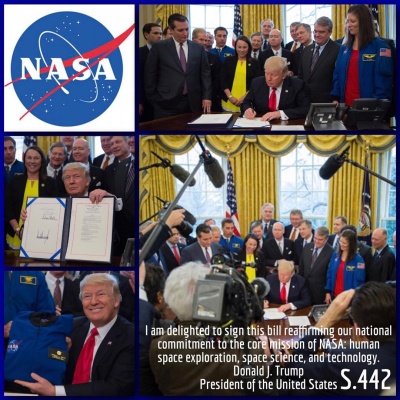 NASA
I am delighted to sign this bill reaffirming our national
commitment to the core mission of NASA: human
space exploration, space science, and technology.
Donald J. Trump
President of the United States S.442